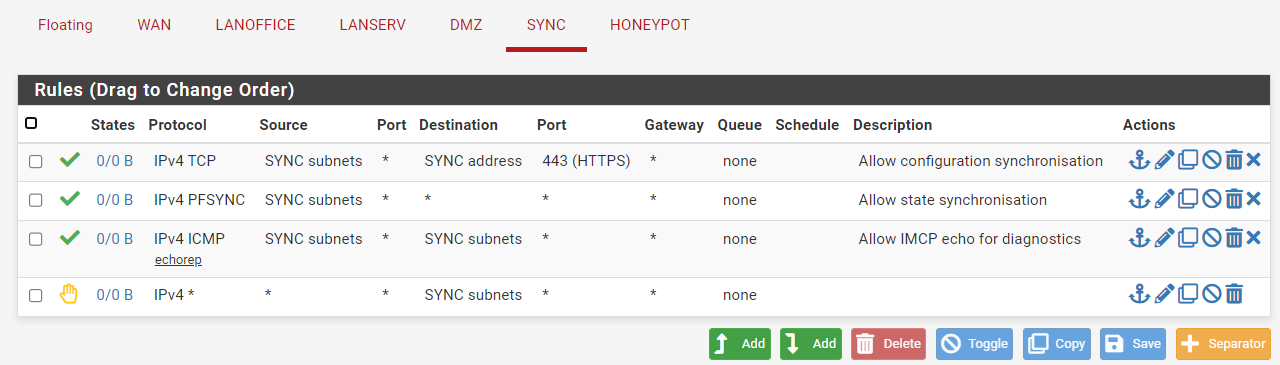 Floating WAN LANOFFICE LANSERV DMZ SYNC HONEYPOT
Rules (Drag to Change Order)
States Protocol Source Port Destination Port Gateway Queue Schedule Description Actions
0/0 B IPv4 TCP SYNC subnets * SYNC address 443 (HTTPS) * none Allow configuration synchronisation
0/0 B IPv4 PFSYNC SYNC subnets * * * * none Allow state synchronisation
0/0 B IPv4 ICMP SYNC subnets * SYNC subnets * * none Allow IMCP echo for diagnostics
echorep
0/0 B IPv4 * * * SYNC subnets * * none
Add Add Delete Toggle Copy Save Separator